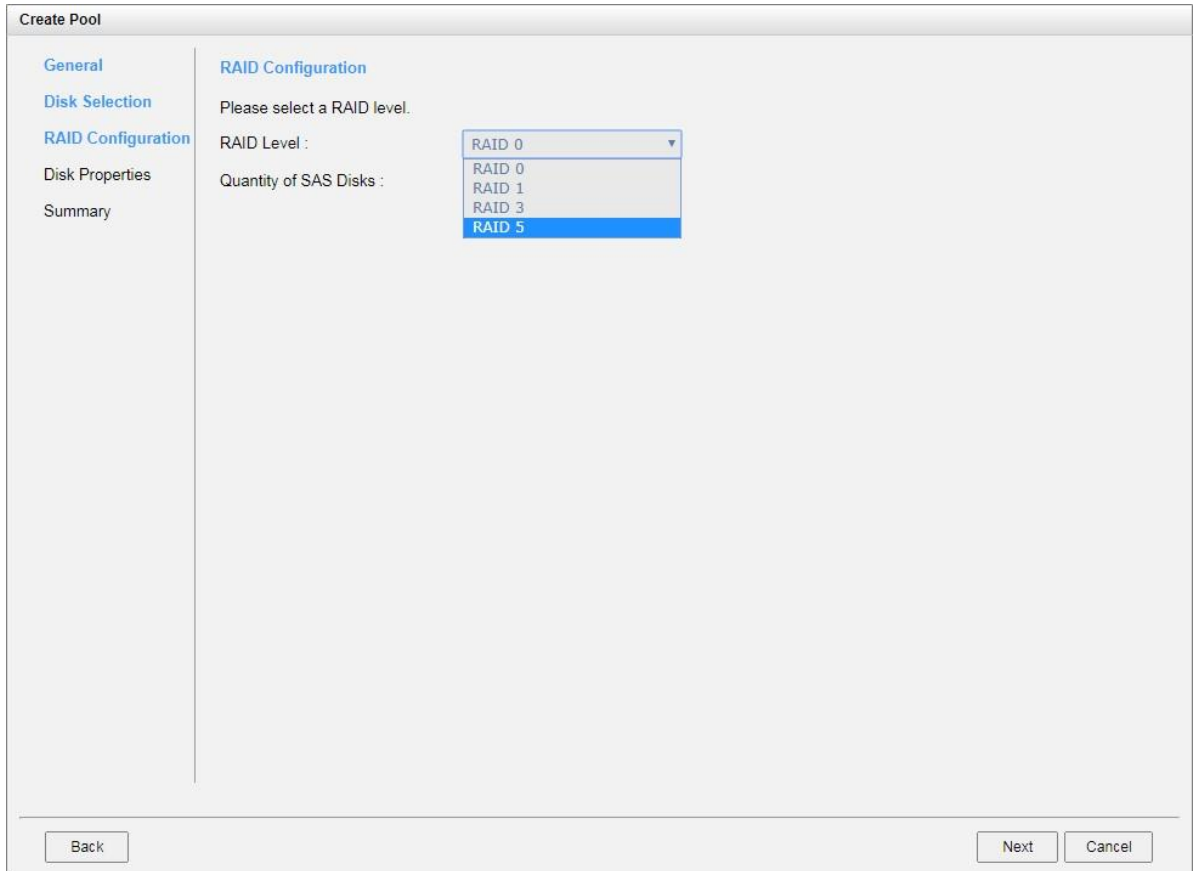 Create Pool
General
Disk Selection
RAID Configuration
Disk Properties
Summary
RAID Configuration
Please select a RAID level.
RAID Level : RAID 0
RAID 0
RAID 1
RAID 3
RAID 5
Quantity of SAS Disks :
Back Next Cancel